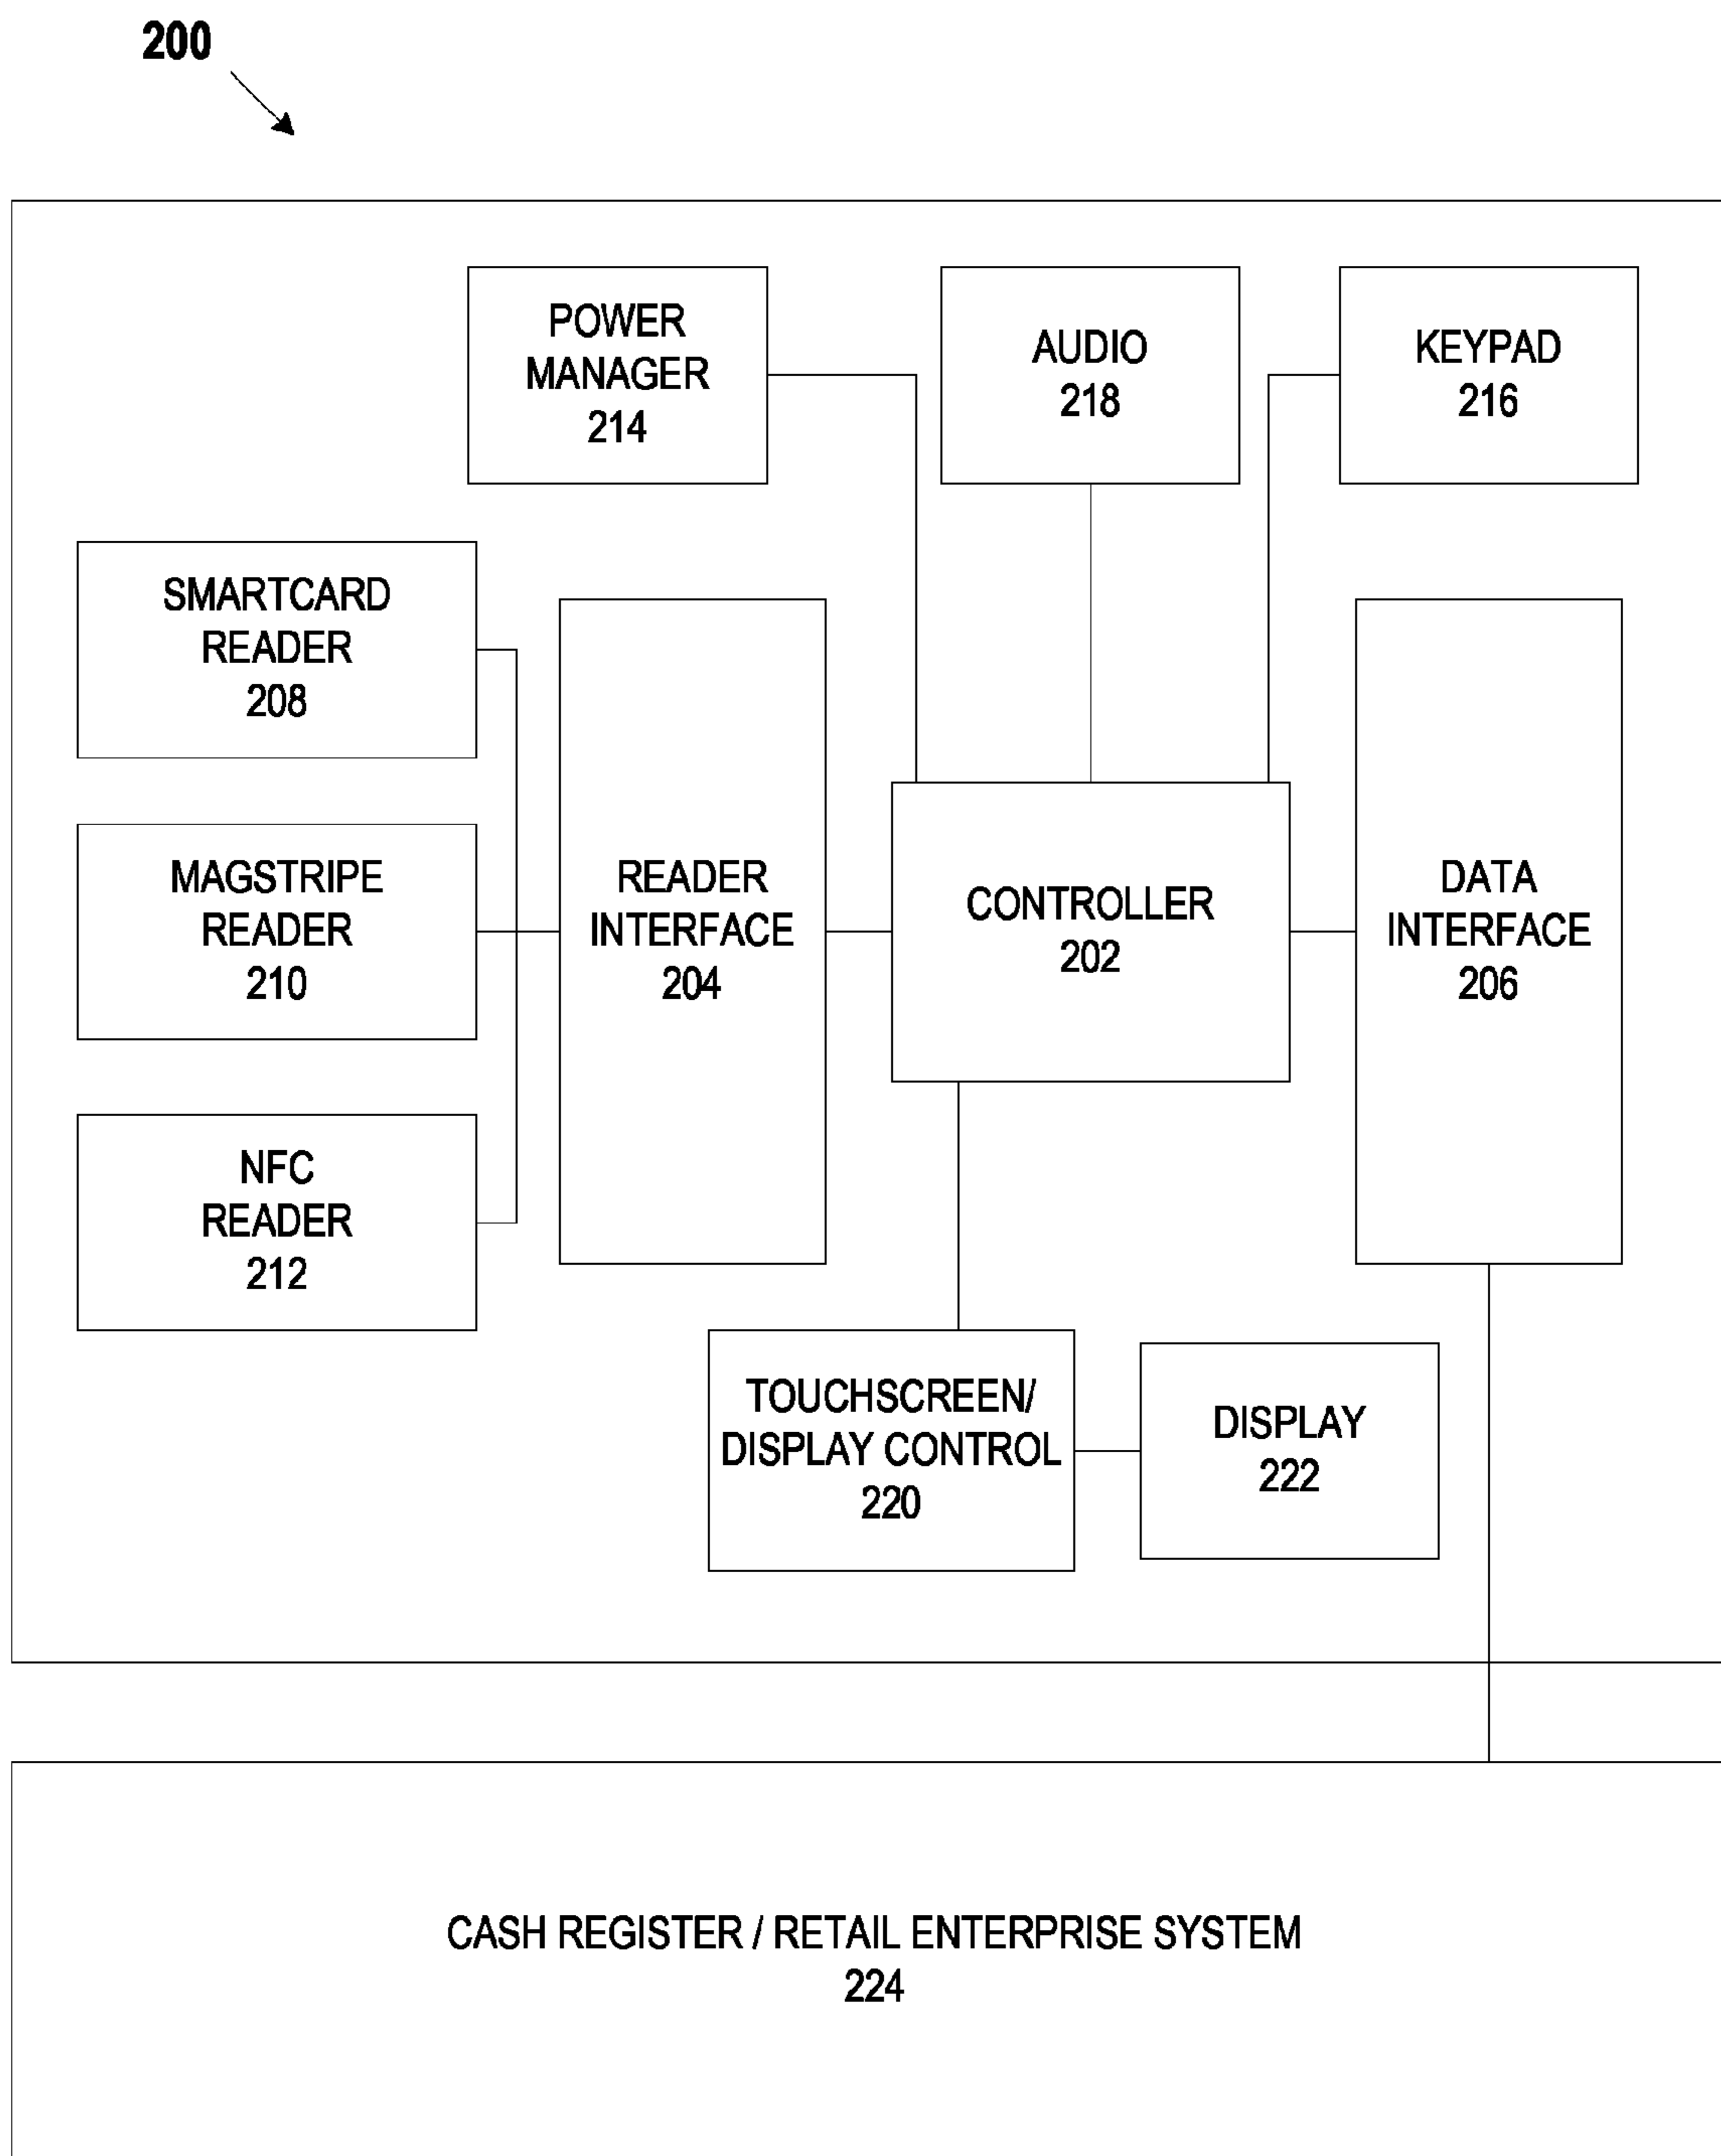 200
POWER
MANAGER
214
AUDIO
218
KEYPAD
216
SMARTCARD
READER
208
MAGSTRIPE
READER
210
NFC
READER
212
READER
INTERFACE
204
CONTROLLER
202
DATA
INTERFACE
206
TOUCHSCREEN/
DISPLAY CONTROL
220
DISPLAY
222
CASH REGISTER / RETAIL ENTERPRISE SYSTEM
224